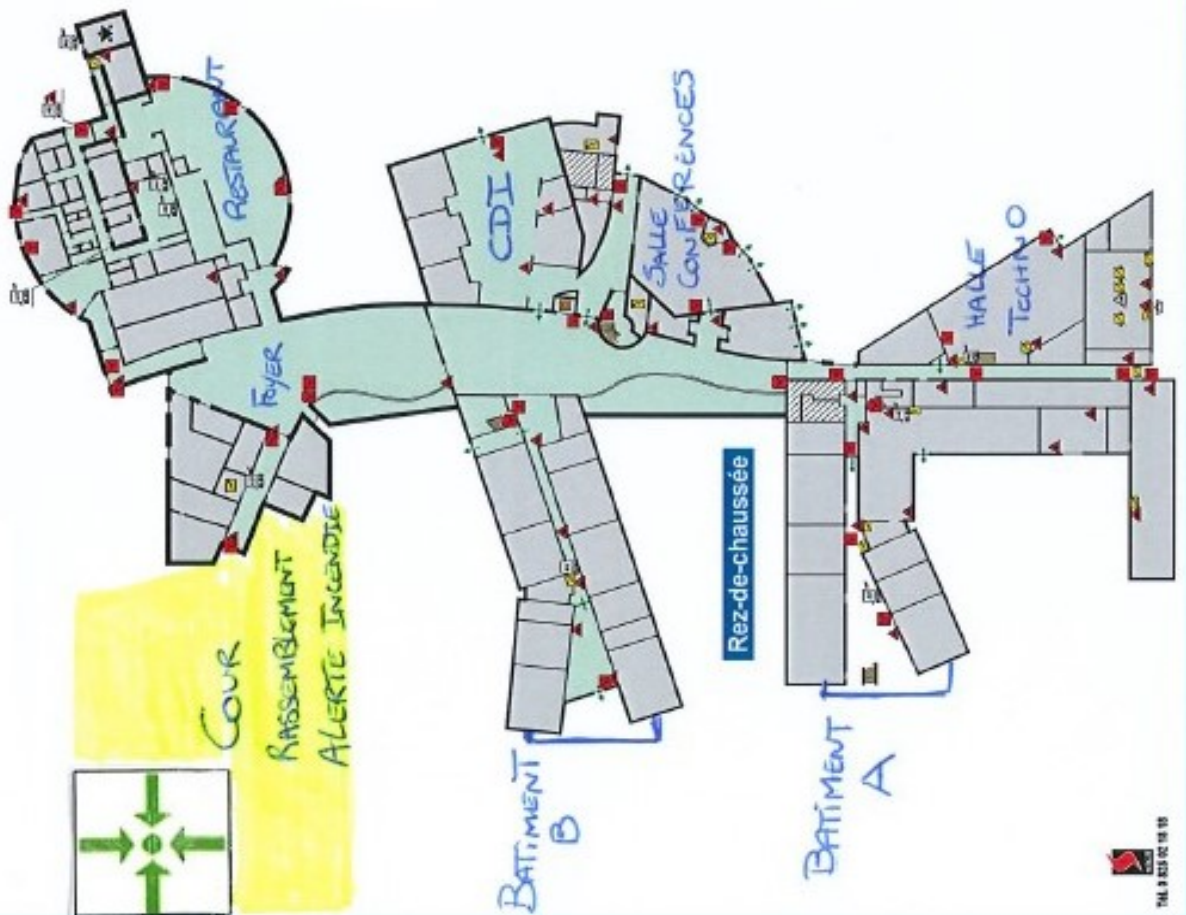 RESTAURANT
FOYER
CDI
SALLE
CONFÉRENCES
HALLE
TECHNO
COUR
RASSEMBLEMENT
ALERTE INCENDIE
Rez-de-chaussée
BATIMENT
B
BATIMENT
A